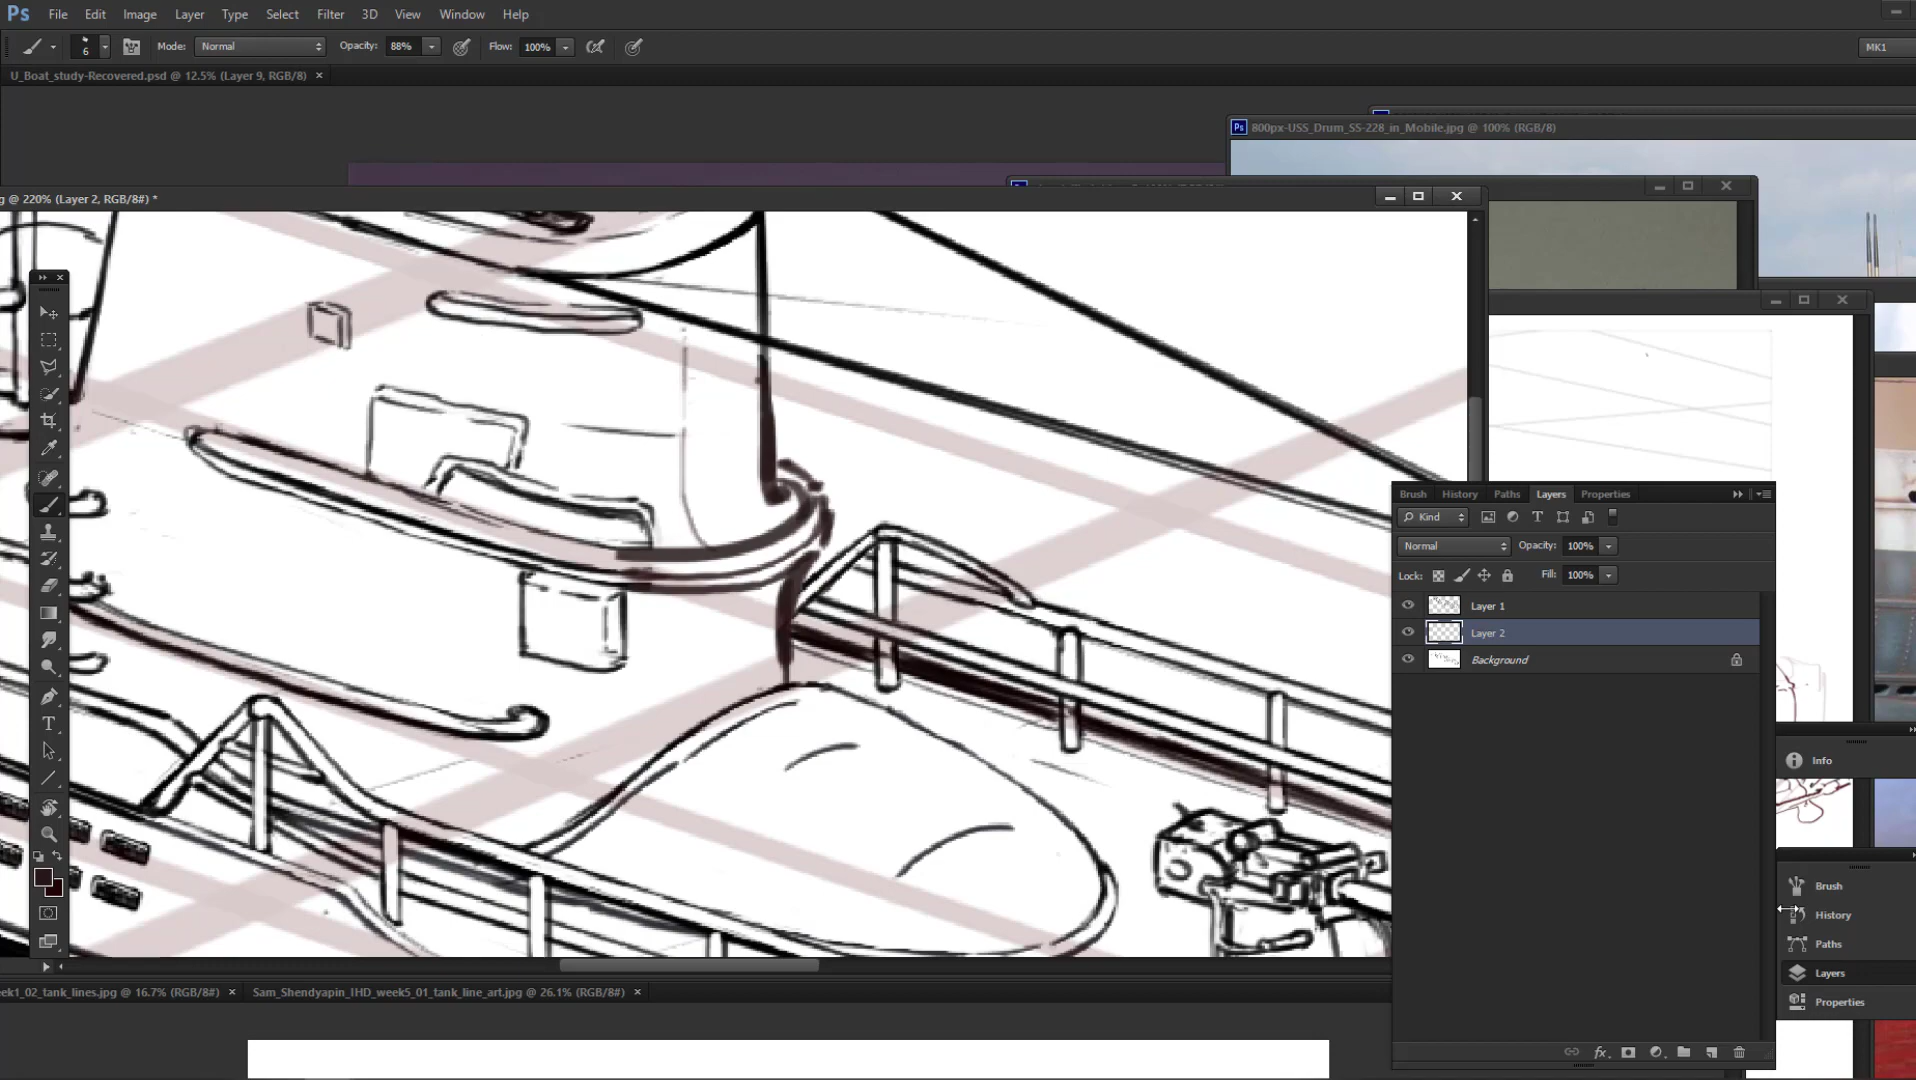 Ps File Edit Image Layer Type Select Filter 3D View Window Help
6 Mode: Normal Opacity: 88% Flow: 100% MK1
U_Boat_study-Recovered.psd @ 12.5% (Layer 9, RGB/8) ×
Ps 800px-USS_Drum_SS-228_in_Mobile.jpg @ 100% (RGB/8)
g @ 220% (Layer 2, RGB/8#) *
Brush History Paths Layers Properties
Kind
Normal Opacity: 100%
Lock: Fill: 100%
Layer 1
Layer 2
Background
Info
Brush
History
Paths
Layers
Properties
eek1_02_tank_lines.jpg @ 16.7% (RGB/8#) × Sam_Shendyapin_IHD_week5_01_tank_line_art.jpg @ 26.1% (RGB/8#) ×